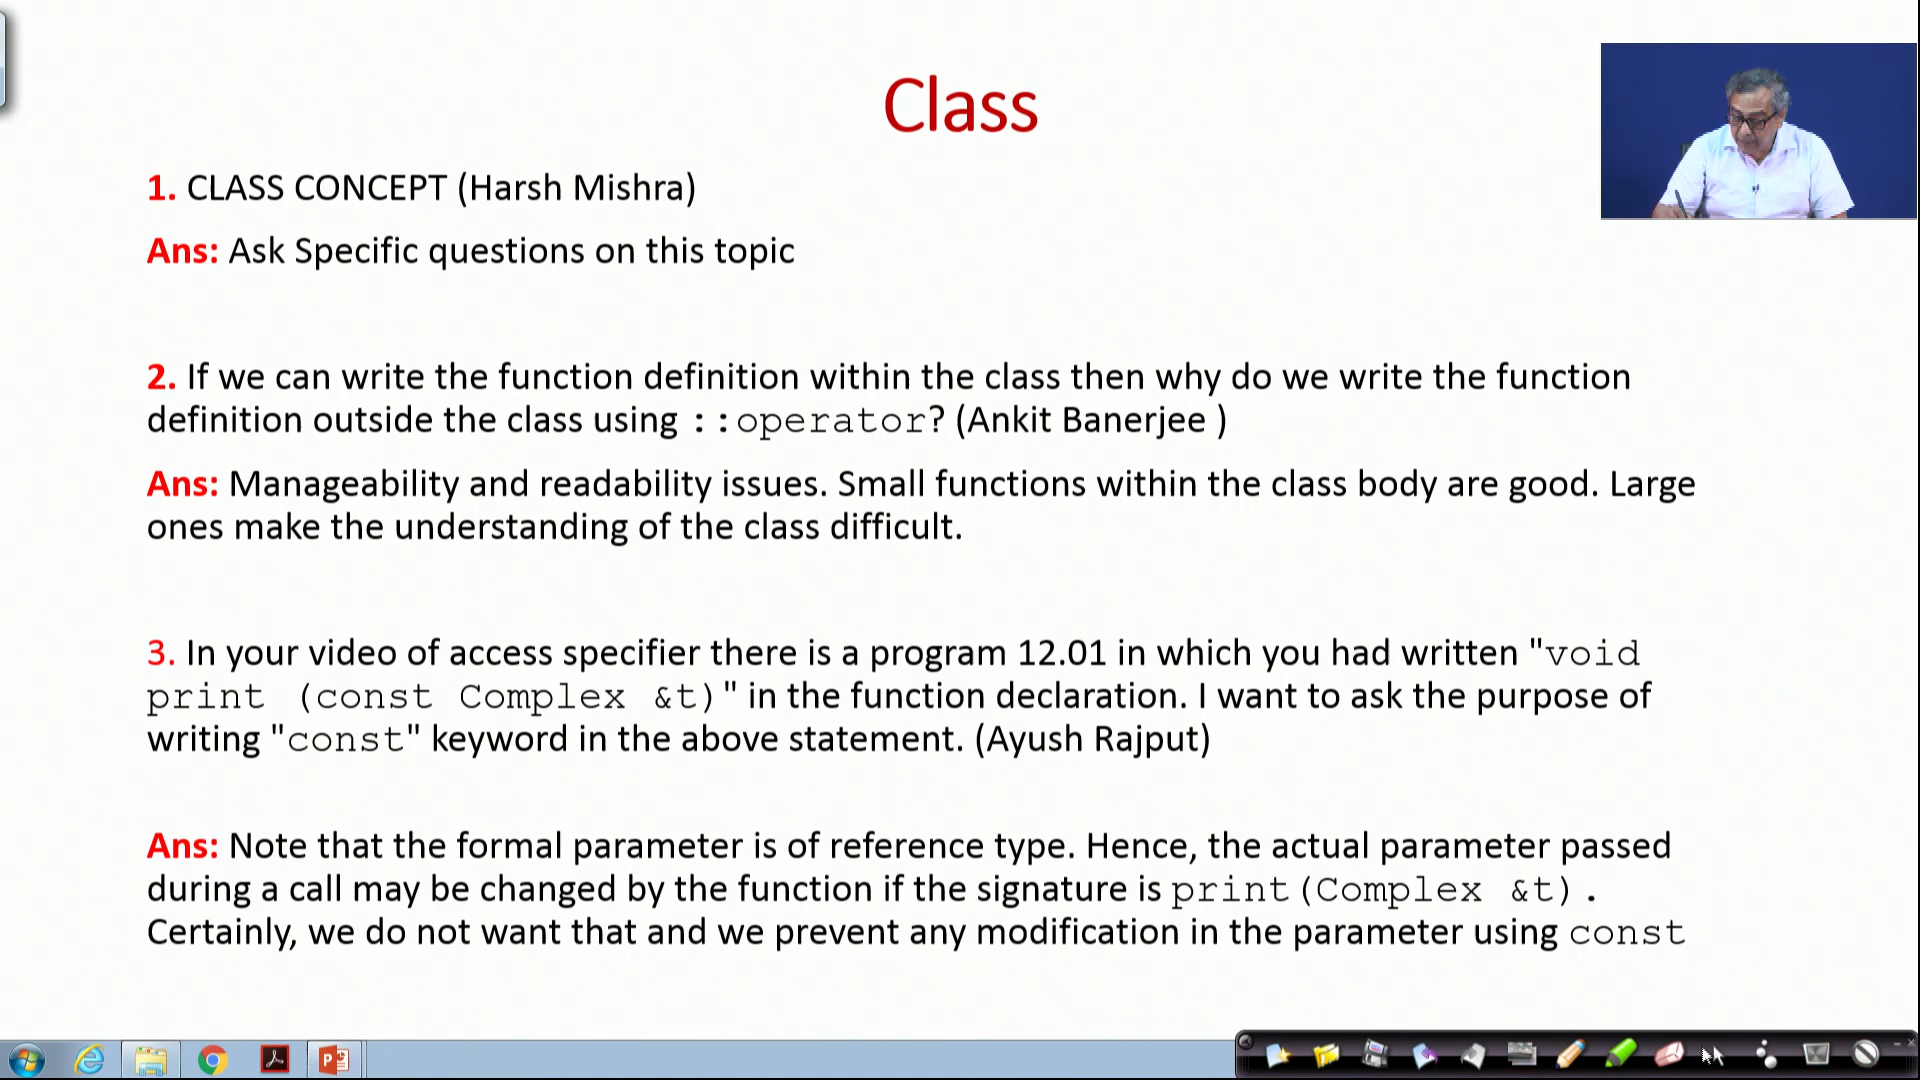 Class
1. CLASS CONCEPT (Harsh Mishra)
Ans: Ask Specific questions on this topic
2. If we can write the function definition within the class then why do we write the function
definition outside the class using ::operator? (Ankit Banerjee )
Ans: Manageability and readability issues. Small functions within the class body are good. Large
ones make the understanding of the class difficult.
3. In your video of access specifier there is a program 12.01 in which you had written "void
print (const Complex &t)" in the function declaration. I want to ask the purpose of
writing "const" keyword in the above statement. (Ayush Rajput)
Ans: Note that the formal parameter is of reference type. Hence, the actual parameter passed
during a call may be changed by the function if the signature is print(Complex &t).
Certainly, we do not want that and we prevent any modification in the parameter using const